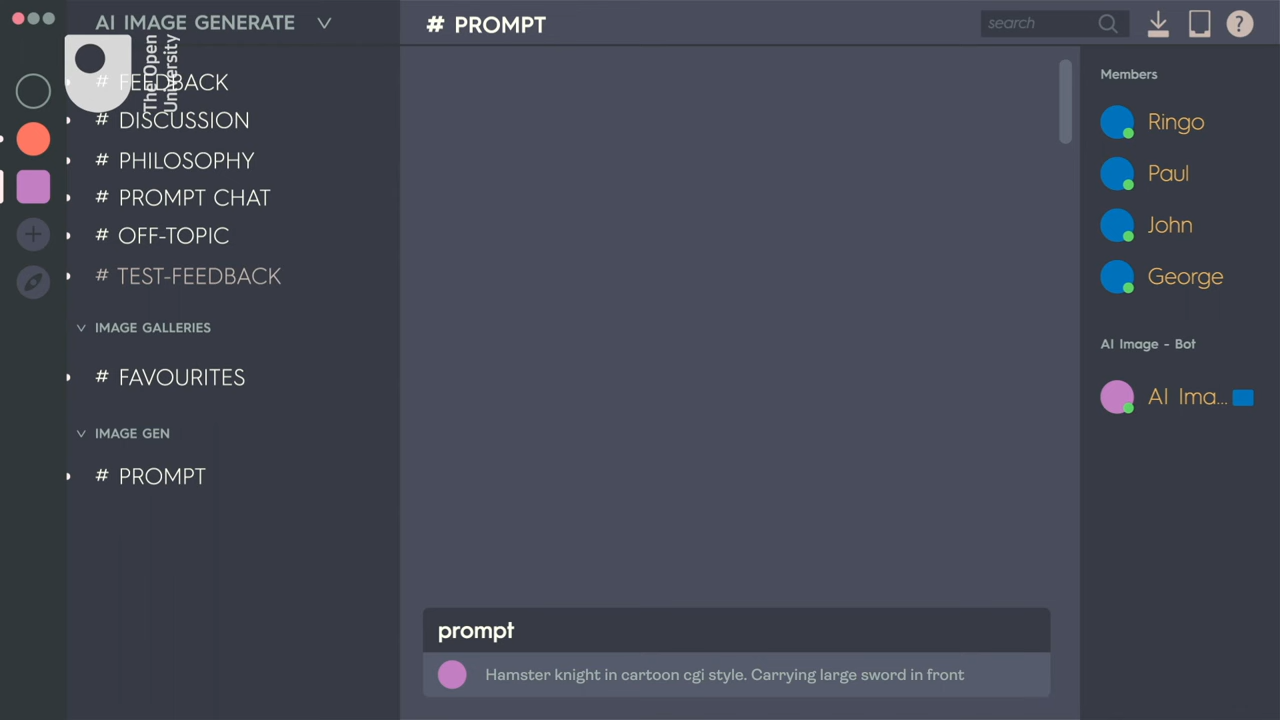 AI IMAGE GENERATE
# PROMPT
search
?
The Open
University
# FEEDBACK
# DISCUSSION
# PHILOSOPHY
# PROMPT CHAT
# OFF-TOPIC
# TEST-FEEDBACK
IMAGE GALLERIES
# FAVOURITES
IMAGE GEN
# PROMPT
prompt
Hamster knight in cartoon cgi style. Carrying large sword in front
Members
Ringo
Paul
John
George
AI Image - Bot
AI Ima...